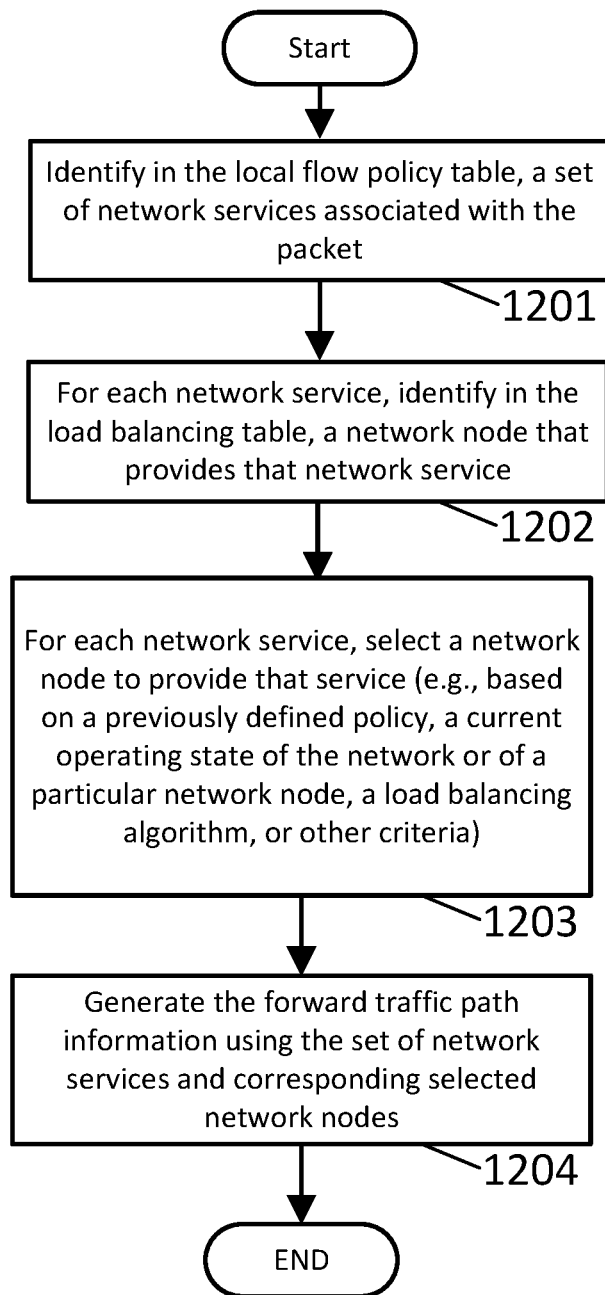 Start
Identify in the local flow policy table, a set
of network services associated with the
packet
1201
For each network service, identify in the
load balancing table, a network node that
provides that network service
1202
For each network service, select a network
node to provide that service (e.g., based
on a previously defined policy, a current
operating state of the network or of a
particular network node, a load balancing
algorithm, or other criteria)
1203
Generate the forward traffic path
information using the set of network
services and corresponding selected
network nodes
1204
END